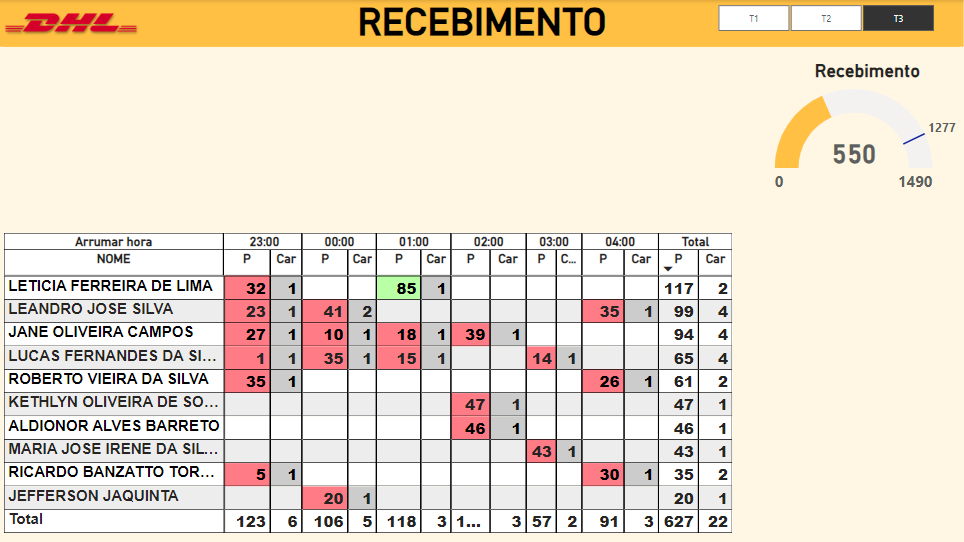 DHL RECEBIMENTO T1 T2 T3
Recebimento
1277
550
0 1490
Arrumar hora 23:00 00:00 01:00 02:00 03:00 04:00 Total
NOME P Car P Car P Car P Car P C... P Car P Car
LETICIA FERREIRA DE LIMA 32 1 85 1 117 2
LEANDRO JOSE SILVA 23 1 41 2 35 1 99 4
JANE OLIVEIRA CAMPOS 27 1 10 1 18 1 39 1 94 4
LUCAS FERNANDES DA SI... 1 1 35 1 15 1 14 1 65 4
ROBERTO VIEIRA DA SILVA 35 1 26 1 61 2
KETHLYN OLIVEIRA DE SO... 47 1 47 1
ALDIONOR ALVES BARRETO 46 1 46 1
MARIA JOSE IRENE DA SIL... 43 1 43 1
RICARDO BANZATTO TOR... 5 1 30 1 35 2
JEFFERSON JAQUINTA 20 1 20 1
Total 123 6 106 5 118 3 1... 3 57 2 91 3 627 22